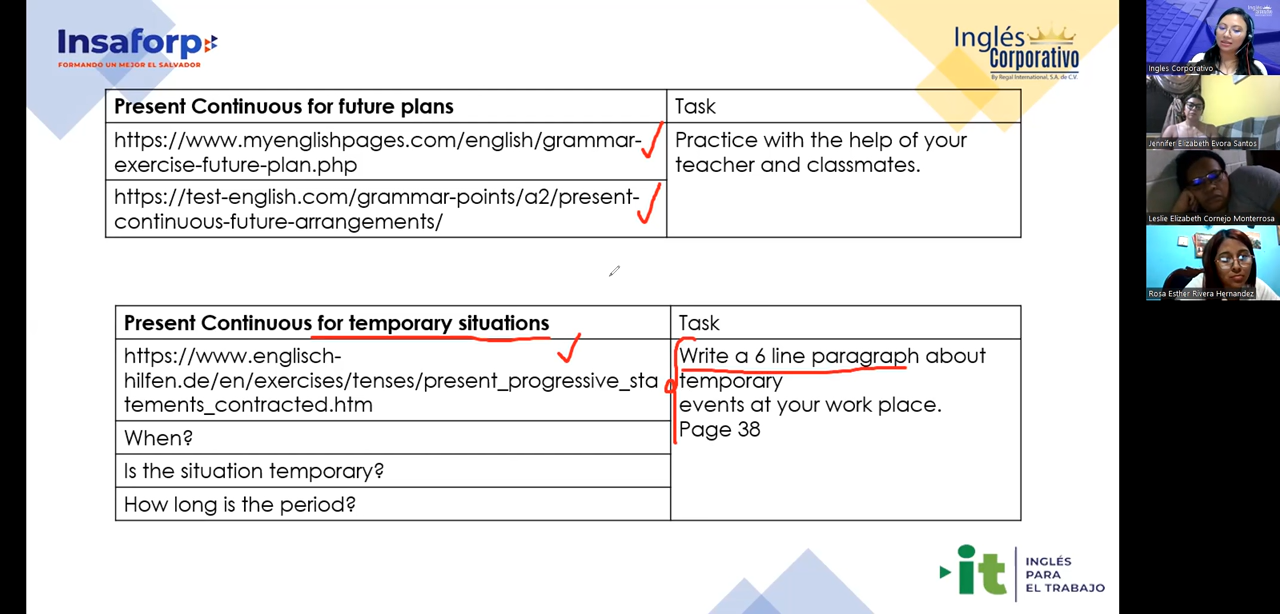 Insaforp
FORMANDO UN MEJOR EL SALVADOR
Inglés
Corporativo
By Regal International, S.A. de C.V.
Present Continuous for future plans
Task
https://www.myenglishpages.com/english/grammar-
exercise-future-plan.php
Practice with the help of your
teacher and classmates.
https://test-english.com/grammar-points/a2/present-
continuous-future-arrangements/
Present Continuous for temporary situations
Task
https://www.englisch-
hilfen.de/en/exercises/tenses/present_progressive_sta
tements_contracted.htm
Write a 6 line paragraph about
temporary
events at your work place.
Page 38
When?
Is the situation temporary?
How long is the period?
it
INGLÉS
PARA
EL TRABAJO
Ingles Corporativo
Jennifer Elizabeth Evora Santos
Leslie Elizabeth Cornejo Monterrosa
Rosa Esther Rivera Hernandez